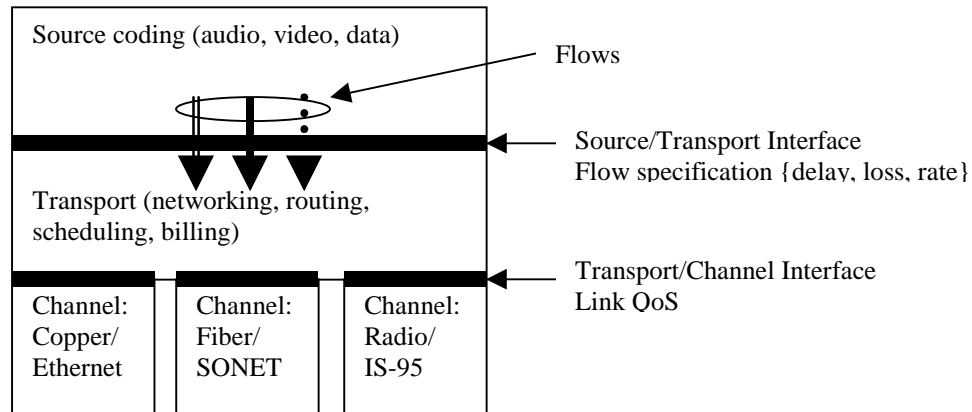 Source coding (audio, video, data)
Flows
Source/Transport Interface
Flow specification {delay, loss, rate}
Transport (networking, routing,
scheduling, billing)
Transport/Channel Interface
Link QoS
Channel:
Copper/
Ethernet
Channel:
Fiber/
SONET
Channel:
Radio/
IS-95